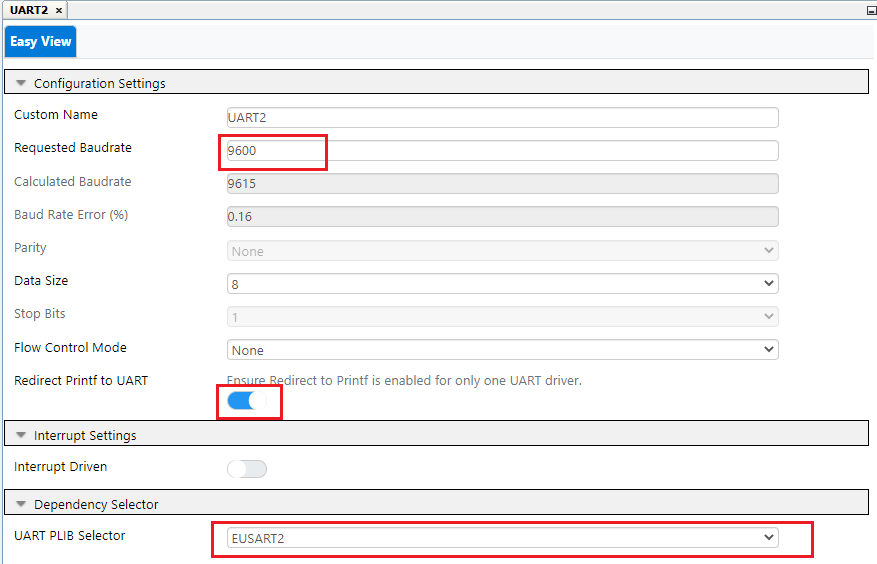 UART2 ×
Easy View
Configuration Settings
Custom Name UART2
Requested Baudrate 9600
Calculated Baudrate 9615
Baud Rate Error (%) 0.16
Parity None
Data Size 8
Stop Bits 1
Flow Control Mode None
Redirect Printf to UART Ensure Redirect to Printf is enabled for only one UART driver.
Interrupt Settings
Interrupt Driven
Dependency Selector
UART PLIB Selector EUSART2